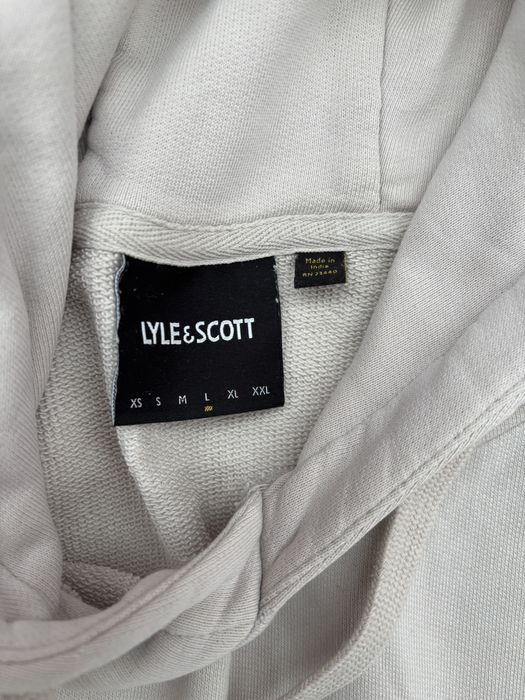 Made in
India
LYLE&SCOTT
XS S M L XL XXL